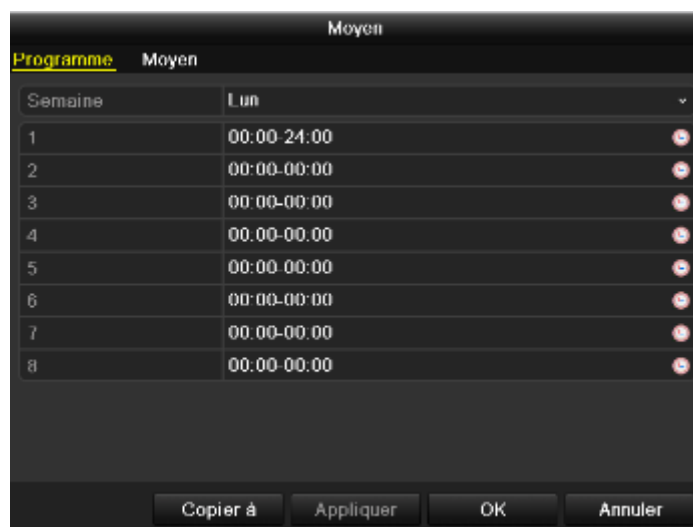 Moyen
Programme Moyen
Semaine Lun
1 00:00-24:00
2 00:00-00:00
3 00:00-00:00
4 00:00-00:00
5 00:00-00:00
6 00:00-00:00
7 00:00-00:00
8 00:00-00:00
Copier à Appliquer OK Annuler